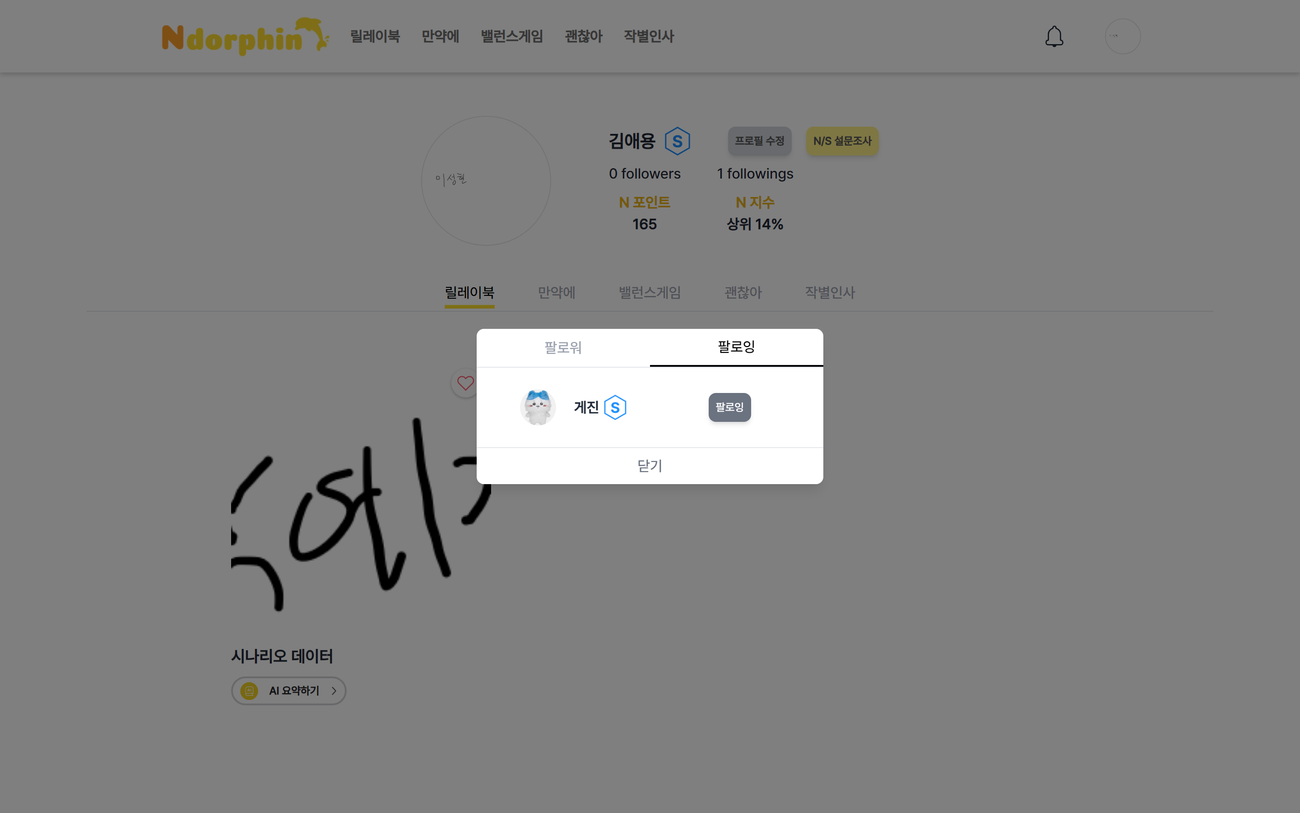 Ndorphin 릴레이북 만약에 밸런스게임 괜찮아 작별인사
김애용 S 프로필 수정 N/S 설문조사
0 followers 1 followings
이성현
N 포인트 N 지수
165 상위 14%
릴레이북 만약에 밸런스게임 괜찮아 작별인사
팔로워 팔로잉
게진 S 팔로잉
닫기
시나리오 데이터
AI 요약하기